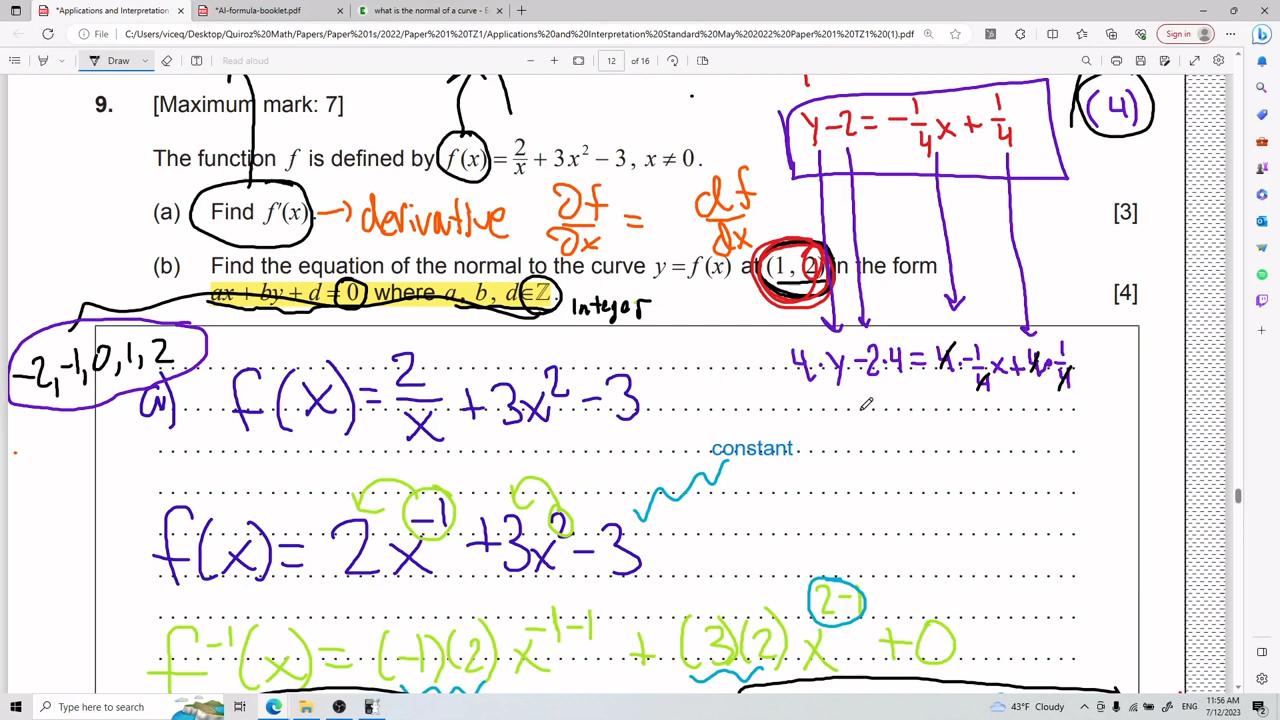 *Applications and Interpretation
*AI-formula-booklet.pdf
what is the normal of a curve - B
File
C:/Users/viceq/Desktop/Quiroz%20Math/Papers/Paper%201s/2022/Paper%201%20TZ1/Applications%20and%20Interpretation%20Standard%20May%202022%20Paper%201%20TZ1%20(1).pdf
Sign in
Draw
Read aloud
12 of 16
9. [Maximum mark: 7]
y-2 = -1/4x + 1/4
(4)
The function f is defined by f(x) = 2/x + 3x² − 3, x ≠ 0.
(a) Find f′(x). → derivative ∂f/∂x = df/dx [3]
(b) Find the equation of the normal to the curve y = f(x) at (1, 2) in the form
ax + by + d = 0 where a, b, d ∈ ℤ. [4]
Integer
-2, -1, 0, 1, 2
4·y -2·4 = 4·-1/4x + 4·1/4
(a) f(x) = 2/x + 3x² - 3
constant
f(x) = 2x⁻¹ + 3x² - 3
f⁻¹(x) = (-1)(2)x⁻¹⁻¹ + (3)(2)x²⁻¹ + 0
Type here to search
43°F Cloudy
ENG
11:56 AM
7/12/2023